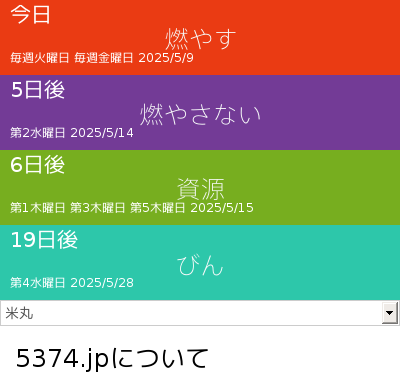 今日
燃やす
毎週火曜日 毎週金曜日 2025/5/9
5日後
燃やさない
第2水曜日 2025/5/14
6日後
資源
第1木曜日 第3木曜日 第5木曜日 2025/5/15
19日後
びん
第4水曜日 2025/5/28
米丸
5374.jpについて